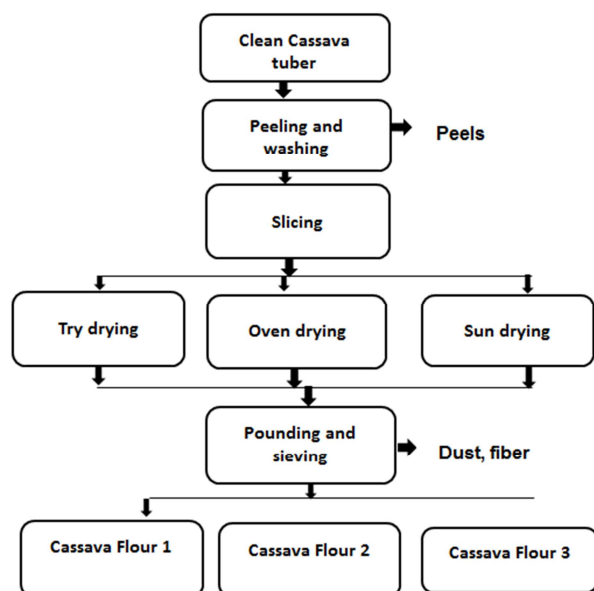 Clean Cassava
tuber
Peeling and
washing
Peels
Slicing
Try drying
Oven drying
Sun drying
Pounding and
sieving
Dust, fiber
Cassava Flour 1
Cassava Flour 2
Cassava Flour 3